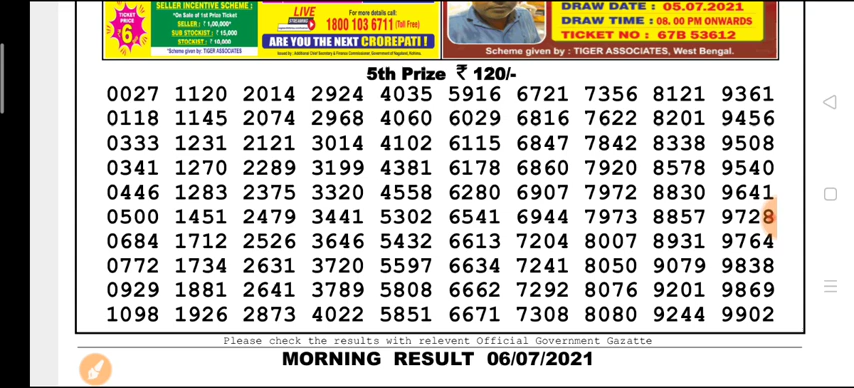 SELLER INCENTIVE SCHEME :
*On Sale of 1st Prize Ticket
SELLER : ₹ 1,00,000*
SUB STOCKIST : ₹ 15,000
STOCKIST : ₹ 10,000
*Scheme given by: TIGER ASSOCIATES
TICKET
PRICE
₹6
For more details call:
LIVE
STREAMING
1800 103 6711 (Toll Free)
ARE YOU THE NEXT CROREPATI !
Issued by : Additional Chief Secretary & Finance Commissioner, Government of Nagaland, Kohima.
DRAW DATE : 05.07.2021
DRAW TIME : 08. 00 PM ONWARDS
TICKET NO : 67B 53612
Scheme given by : TIGER ASSOCIATES, West Bengal.
5th Prize ₹ 120/-
0027 1120 2014 2924 4035 5916 6721 7356 8121 9361
0118 1145 2074 2968 4060 6029 6816 7622 8201 9456
0333 1231 2121 3014 4102 6115 6847 7842 8338 9508
0341 1270 2289 3199 4381 6178 6860 7920 8578 9540
0446 1283 2375 3320 4558 6280 6907 7972 8830 9641
0500 1451 2479 3441 5302 6541 6944 7973 8857 9728
0684 1712 2526 3646 5432 6613 7204 8007 8931 9764
0772 1734 2631 3720 5597 6634 7241 8050 9079 9838
0929 1881 2641 3789 5808 6662 7292 8076 9201 9869
1098 1926 2873 4022 5851 6671 7308 8080 9244 9902
Please check the results with relevent Official Government Gazatte
MORNING RESULT 06/07/2021